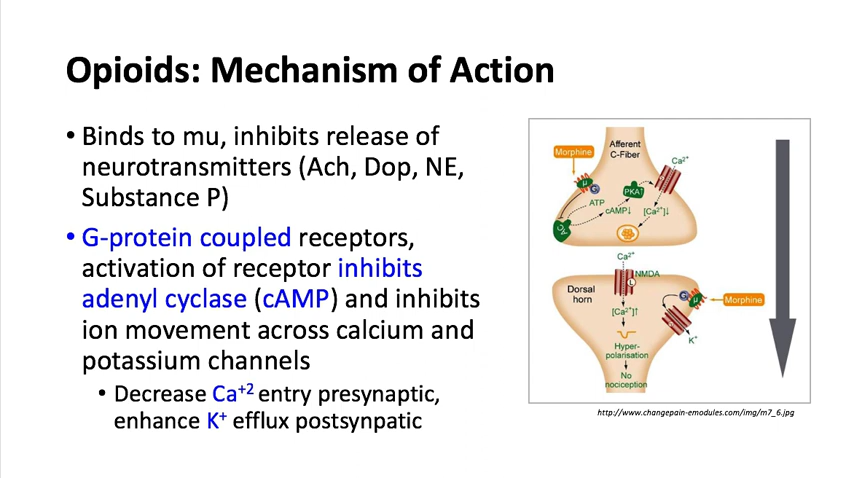 Opioids: Mechanism of Action
• Binds to mu, inhibits release of
neurotransmitters (Ach, Dop, NE,
Substance P)
• G-protein coupled receptors,
activation of receptor inhibits
adenyl cyclase (cAMP) and inhibits
ion movement across calcium and
potassium channels
• Decrease Ca+2 entry presynaptic,
enhance K+ efflux postsynpatic
Afferent
C-Fiber
Morphine
Ca2+
μ
G
PKA↑
ATP
cAMP↓
[Ca2+]↓
Ca2+
NMDA
L
Dorsal
horn
G
μ
Morphine
[Ca2+]↑
K+
Hyper-
polarisation
No
nociception
http://www.changepain-emodules.com/img/m7_6.jpg